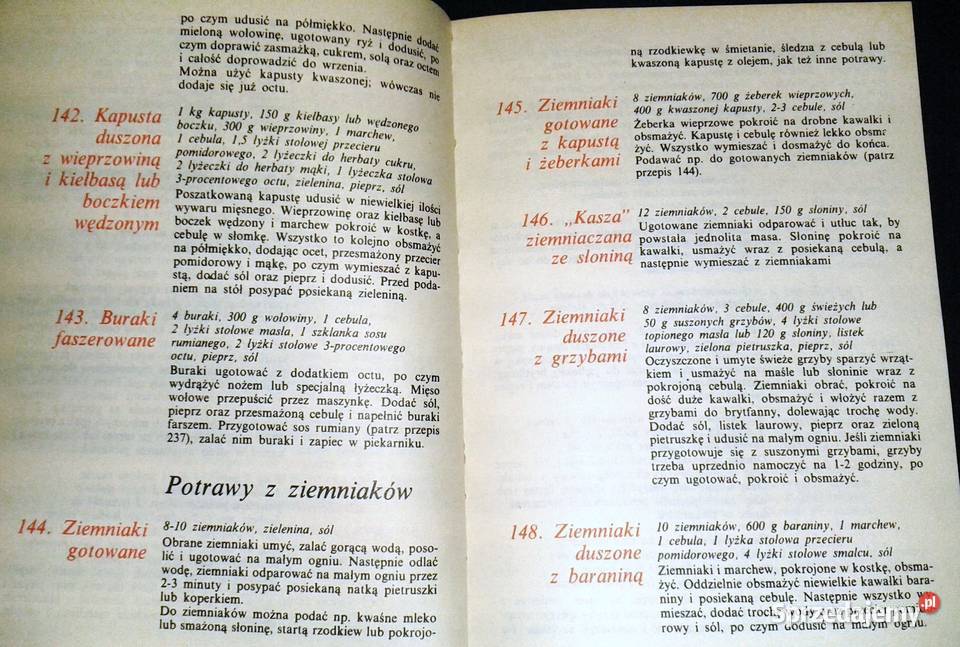 po czym udusić na półmiękko. Następnie dodać
mieloną wołowinę, ugotowany ryż i dodusić, po
czym doprawić zasmażką, cukrem, solą oraz octem
i całość doprowadzić do wrzenia.
Można użyć kapusty kwaszonej; wówczas nie
dodaje się już octu.
142. Kapusta
duszona
z wieprzowiną
i kiełbasą lub
boczkiem
wędzonym
1 kg kapusty, 150 g kiełbasy lub wędzonego
boczku, 300 g wieprzowiny, 1 marchew,
1 cebula, 1,5 łyżki stołowej przecieru
pomidorowego, 2 łyżeczki do herbaty cukru,
2 łyżeczki do herbaty mąki, 1 łyżeczka stołowa
3-procentowego octu, zielenina, pieprz, sól
Poszatkowaną kapustę udusić w niewielkiej ilości
wywaru mięsnego. Wieprzowinę oraz kiełbasę lub
boczek wędzony i marchew pokroić w kostkę, a
cebulę w słomkę. Wszystko to kolejno obsmażyć
na półmiękko, dodając ocet, przesmażony przecier
pomidorowy i mąkę, po czym wymieszać z kapu-
stą, dodać sól oraz pieprz i dodusić. Przed poda-
niem na stół posypać posiekaną zieleniną.
143. Buraki
faszerowane
4 buraki, 300 g wołowiny, 1 cebula,
2 łyżki stołowe masła, 1 szklanka sosu
rumianego, 2 łyżki stołowe 3-procentowego
octu, pieprz, sól
Buraki ugotować z dodatkiem octu, po czym
wydrążyć nożem lub specjalną łyżeczką. Mięso
wołowe przepuścić przez maszynkę. Dodać sól,
pieprz oraz przesmażoną cebulę i napełnić buraki
farszem. Przygotować sos rumiany (patrz przepis
237), zalać nim buraki i zapiec w piekarniku.
Potrawy z ziemniaków
144. Ziemniaki
gotowane
8-10 ziemniaków, zielenina, sól
Obrane ziemniaki umyć, zalać gorącą wodą, poso-
lić i ugotować na małym ogniu. Następnie odlać
wodę, ziemniaki odparować na małym ogniu przez
2-3 minuty i posypać posiekaną natką pietruszki
lub koperkiem.
Do ziemniaków można podać np. kwaśne mleko
lub smażoną słoninę, startą rzodkiew lub pokrojo-
ną rzodkiewkę w śmietanie, śledzia z cebulą lub
kwaszoną kapustę z olejem, jak też inne potrawy.
145. Ziemniaki
gotowane
z kapustą
i żeberkami
8 ziemniaków, 700 g żeberek wieprzowych,
400 g kwaszonej kapusty, 2-3 cebule, sól
Żeberka wieprzowe pokroić na drobne kawałki i
obsmażyć. Kapustę i cebulę również lekko obsma
żyć. Wszystko wymieszać i dosmażyć do końca.
Podawać np. do gotowanych ziemniaków (patrz
przepis 144).
146. „Kasza”
ziemniaczana
ze słoniną
12 ziemniaków, 2 cebule, 150 g słoniny, sól
Ugotowane ziemniaki odparować i utłuc tak, by
powstała jednolita masa. Słoninę pokroić na
kawałki, usmażyć wraz z posiekaną cebulą, a
następnie wymieszać z ziemniakami
147. Ziemniaki
duszone
z grzybami
8 ziemniaków, 3 cebule, 400 g świeżych lub
50 g suszonych grzybów, 4 łyżki stołowe
topionego masła lub 120 g słoniny, listek
laurowy, zielona pietruszka, pieprz, sól
Oczyszczone i umyte świeże grzyby sparzyć wrząt-
kiem i usmażyć na maśle lub słoninie wraz z
pokrojoną cebulą. Ziemniaki obrać, pokroić na
dość duże kawałki, obsmażyć i włożyć razem z
grzybami do brytfanny, dolewając trochę wody.
Dodać sól, listek laurowy, pieprz oraz zieloną
pietruszkę i udusić na małym ogniu. Jeśli ziemniaki
przygotowuje się z suszonymi grzybami, grzyby
trzeba uprzednio namoczyć na 1-2 godziny, po
czym ugotować, pokroić i obsmażyć.
148. Ziemniaki
duszone
z baraniną
10 ziemniaków, 600 g baraniny, 1 marchew,
1 cebula, 1 łyżka stołowa przecieru
pomidorowego, 4 łyżki stołowe smalcu, sól
Ziemniaki i marchew, pokrojone w kostkę, obsma-
żyć. Oddzielnie obsmażyć niewielkie kawałki bara-
niny i posiekaną cebulę. Następnie wszystko
mieszać, dodać
rowy i sól, po czym udusić na małym ogniu.
Sprzedajemy.pl